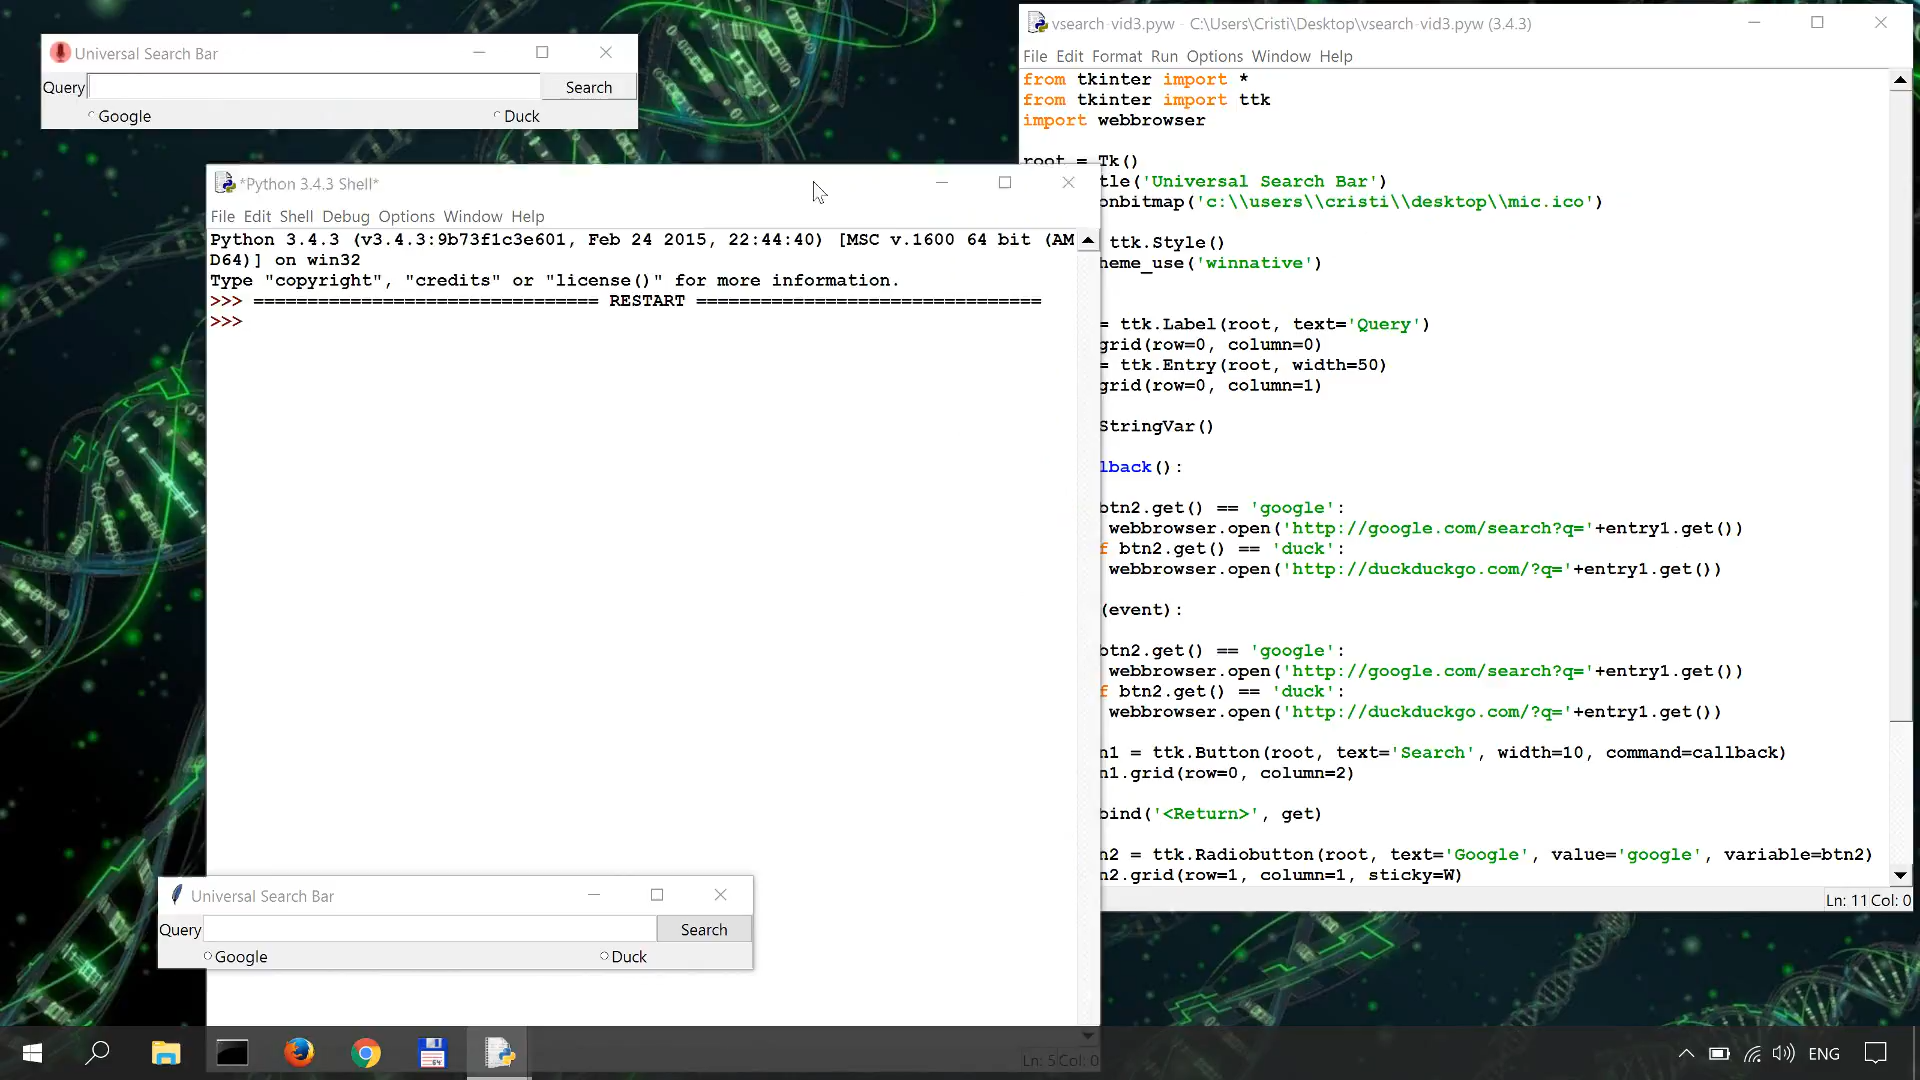 Universal Search Bar
Query
Search
Google
Duck
*Python 3.4.3 Shell*
File Edit Shell Debug Options Window Help
Python 3.4.3 (v3.4.3:9b73f1c3e601, Feb 24 2015, 22:44:40) [MSC v.1600 64 bit (AM
D64)] on win32
Type "copyright", "credits" or "license()" for more information.
>>> ================================ RESTART ================================
>>>
Universal Search Bar
Query
Search
Google
Duck
vsearch-vid3.pyw - C:\Users\Cristi\Desktop\vsearch-vid3.pyw (3.4.3)
File Edit Format Run Options Window Help
from tkinter import *
from tkinter import ttk
import webbrowser
root = Tk()
tle('Universal Search Bar')
onbitmap('c:\\users\\cristi\\desktop\\mic.ico')
ttk.Style()
heme_use('winnative')
= ttk.Label(root, text='Query')
grid(row=0, column=0)
= ttk.Entry(root, width=50)
grid(row=0, column=1)
StringVar()
lback():
btn2.get() == 'google':
webbrowser.open('http://google.com/search?q='+entry1.get())
f btn2.get() == 'duck':
webbrowser.open('http://duckduckgo.com/?q='+entry1.get())
(event):
btn2.get() == 'google':
webbrowser.open('http://google.com/search?q='+entry1.get())
f btn2.get() == 'duck':
webbrowser.open('http://duckduckgo.com/?q='+entry1.get())
n1 = ttk.Button(root, text='Search', width=10, command=callback)
n1.grid(row=0, column=2)
bind('<Return>', get)
n2 = ttk.Radiobutton(root, text='Google', value='google', variable=btn2)
n2.grid(row=1, column=1, sticky=W)
Ln: 11 Col: 0
Ln: 5 Col: 0
64
ENG